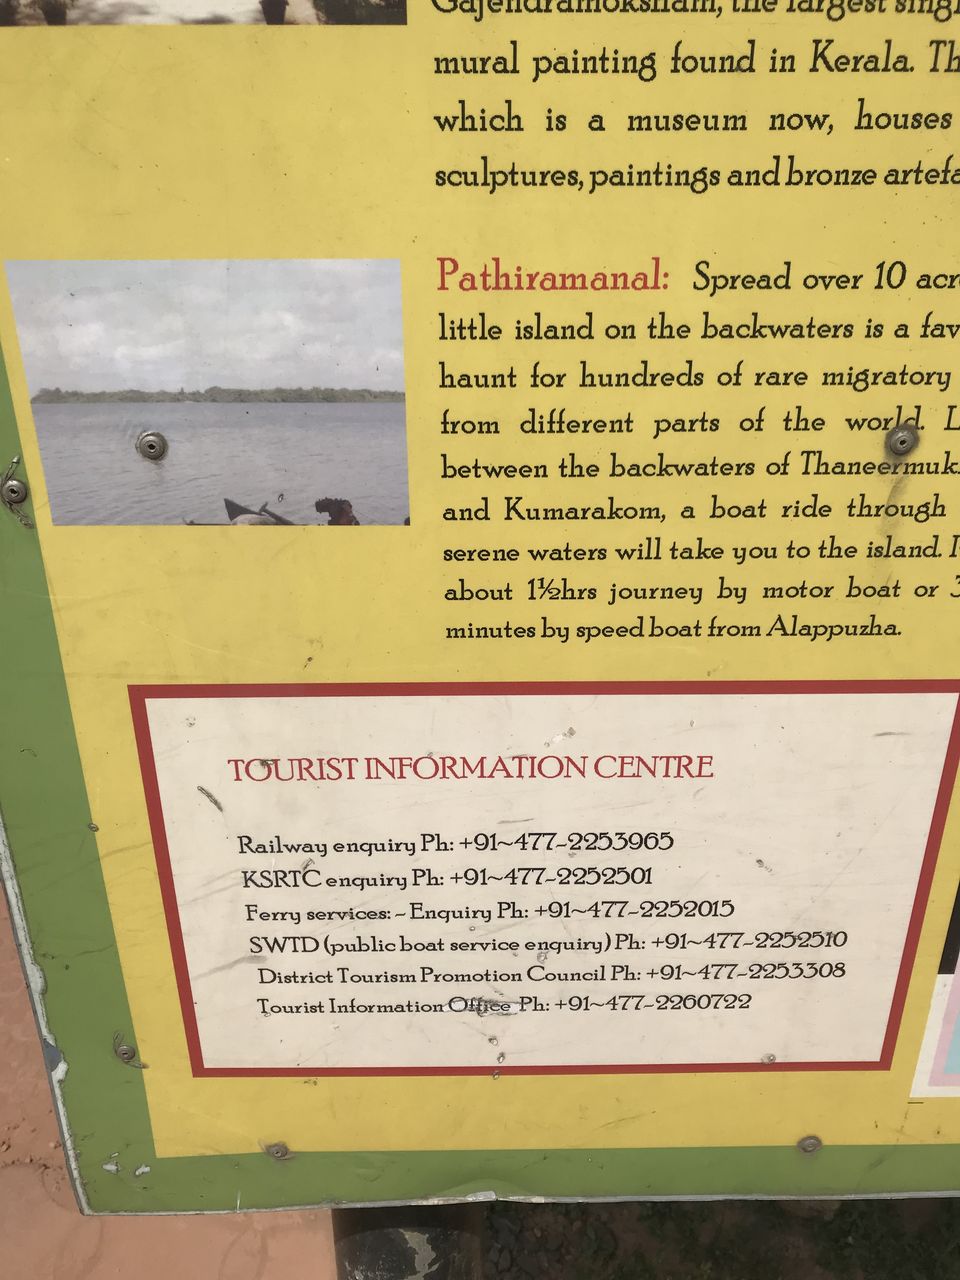 Gajendramoksham, the largest
mural painting found in Kerala.
which is a museum now, houses
sculptures, paintings and bronze
Pathiramanal: Spread over 10
little island on the backwaters is a
haunt for hundreds of rare migratory
from different parts of the world.
between the backwaters of
and Kumarakom, a boat ride through
serene waters will take you to the island.
about 1½hrs journey by motor boat or
minutes by speed boat from Alappuzha.
TOURIST INFORMATION CENTRE
Railway enquiry Ph: +91~477-2253965
KSRTC enquiry Ph: +91~477-2252501
Ferry services: - Enquiry Ph: +91~477-2252015
SWTD (public boat service enquiry) Ph: +91~477-2252510
District Tourism Promotion Council Ph: +91~477-2253308
Tourist Information Office Ph: +91~477-2260722